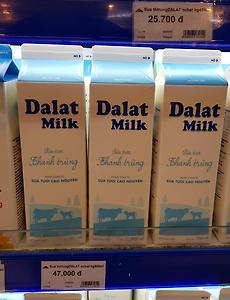 25.700 đ
Dalat
Milk
Sữa tươi
Thanh trùng
SỮA TƯƠI CAO NGUYÊN
Dalat
Milk
Sữa tươi
Thanh trùng
SỮA TƯƠI CAO NGUYÊN
Dalat
Milk
Sữa tươi
Thanh trùng
SỮA TƯƠI CAO NGUYÊN
47.000 đ